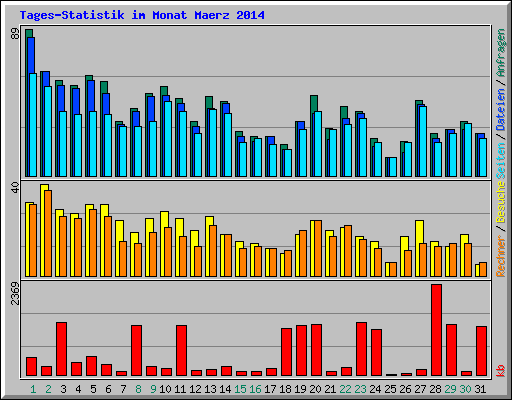 Tages-Statistik im Monat Maerz 2014
89
40
2369
Rechner / Besuche Seiten / Dateien / Anfragen
kb
1 2 3 4 5 6 7 8 9 10 11 12 13 14 15 16 17 18 19 20 21 22 23 24 25 26 27 28 29 30 31